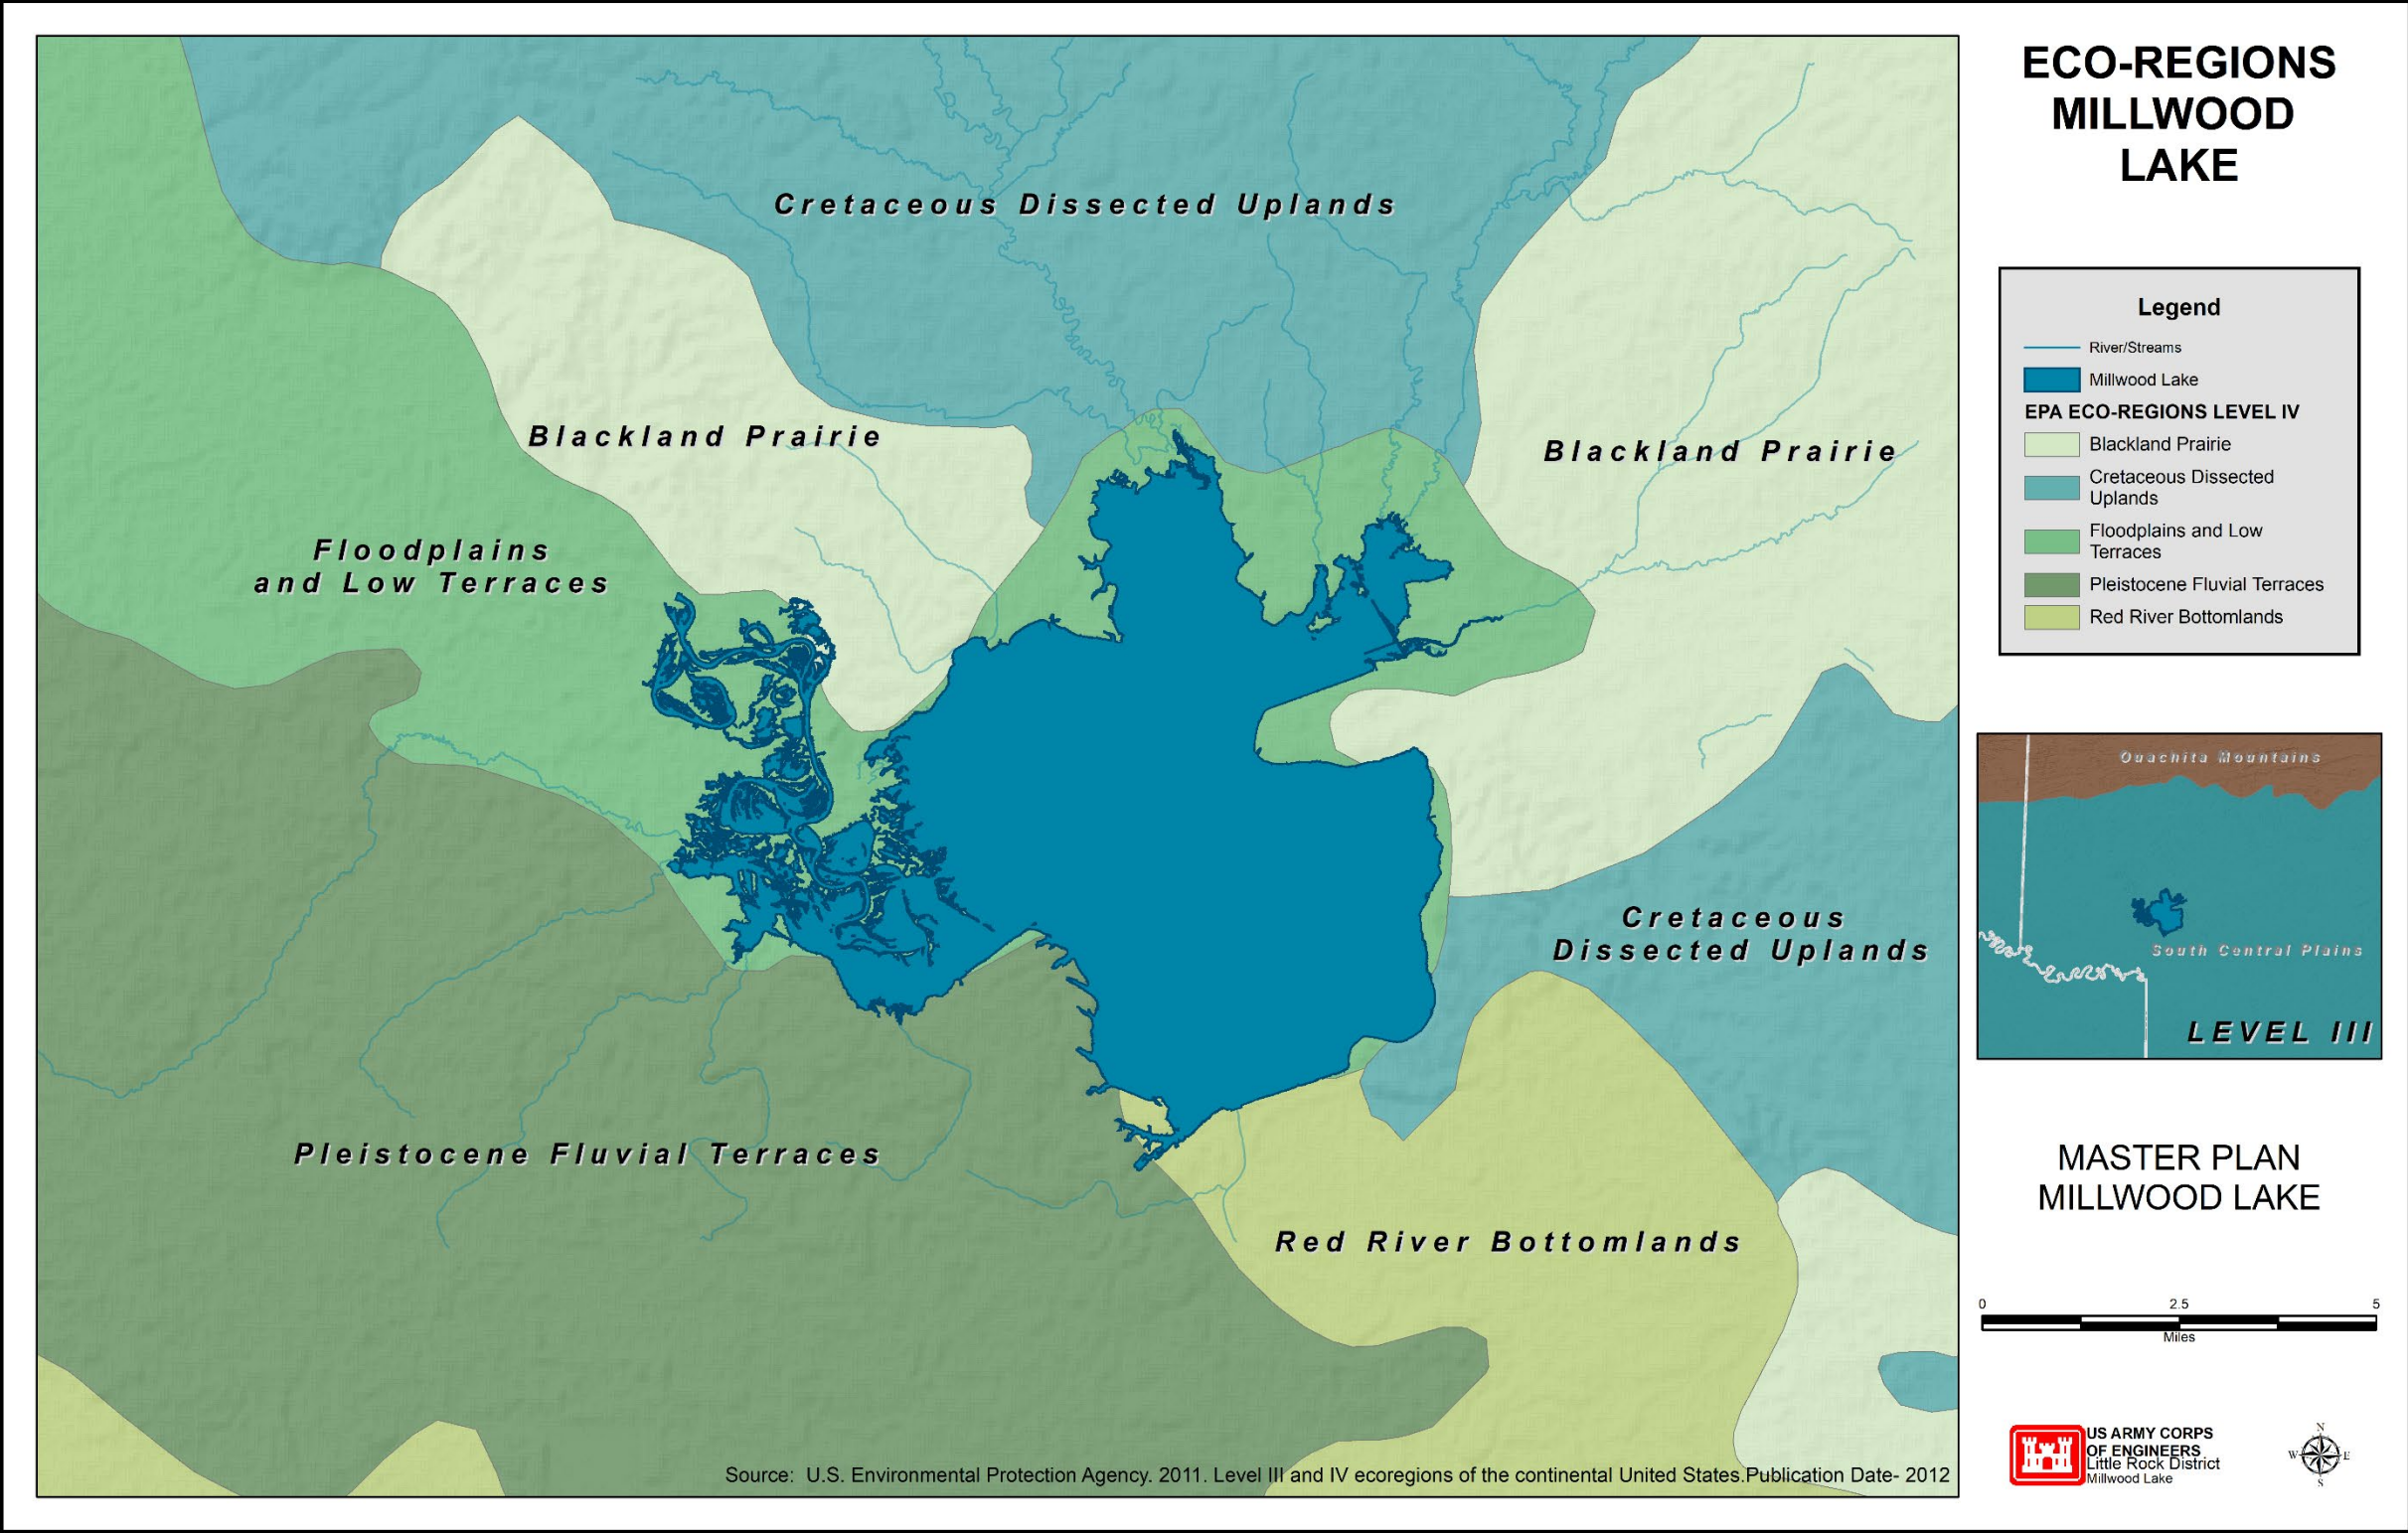 ECO-REGIONS
MILLWOOD
LAKE
Cretaceous Dissected Uplands
Blackland Prairie
Blackland Prairie
Floodplains
and Low Terraces
Cretaceous
Dissected Uplands
Pleistocene Fluvial Terraces
Red River Bottomlands
Source: U.S. Environmental Protection Agency. 2011. Level III and IV ecoregions of the continental United States.Publication Date- 2012
Legend
River/Streams
Millwood Lake
EPA ECO-REGIONS LEVEL IV
Blackland Prairie
Cretaceous Dissected
Uplands
Floodplains and Low
Terraces
Pleistocene Fluvial Terraces
Red River Bottomlands
Ouachita Mountains
South Central Plains
LEVEL III
MASTER PLAN
MILLWOOD LAKE
0 2.5 5
Miles
US ARMY CORPS
OF ENGINEERS
Little Rock District
Millwood Lake
N
W E
S